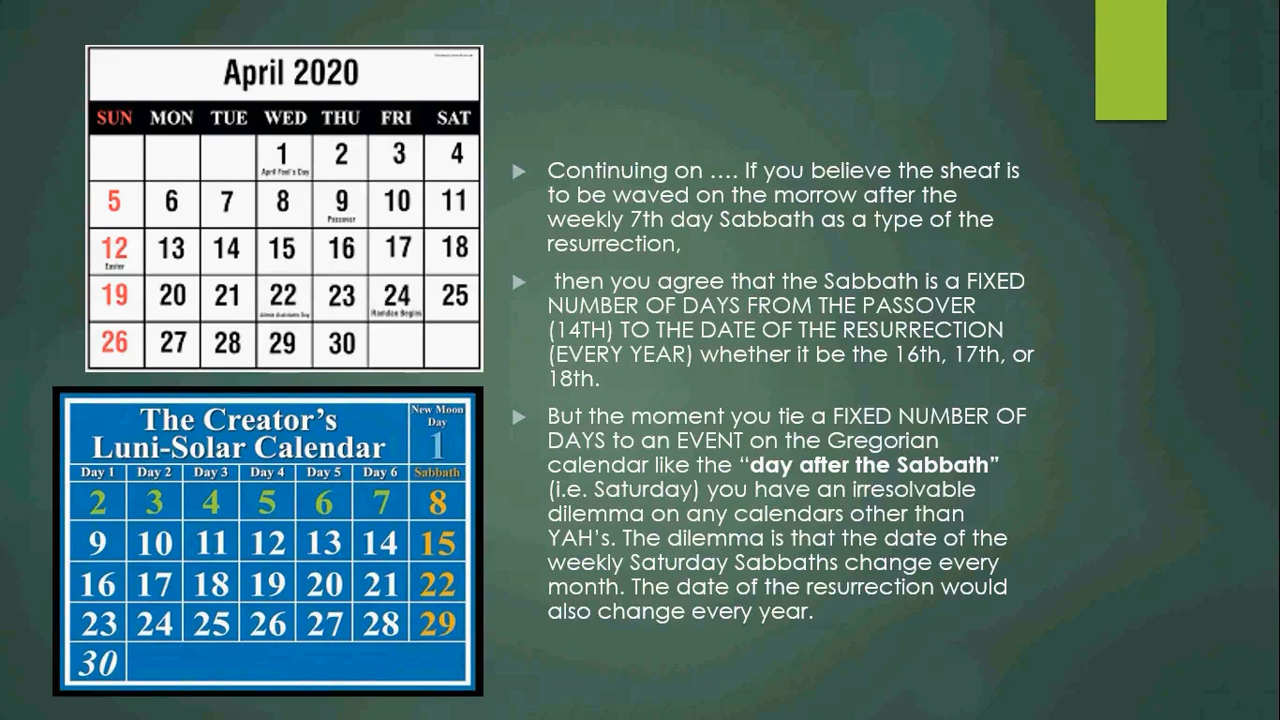 April 2020
SUN MON TUE WED THU FRI SAT
1 2 3 4
April Fool's Day
5 6 7 8 9 10 11
Passover
12 13 14 15 16 17 18
Easter
19 20 21 22 23 24 25
26 27 28 29 30
The Creator's
Luni-Solar Calendar
New Moon
Day
1
Day 1 Day 2 Day 3 Day 4 Day 5 Day 6 Sabbath
2 3 4 5 6 7 8
9 10 11 12 13 14 15
16 17 18 19 20 21 22
23 24 25 26 27 28 29
30
Continuing on .... If you believe the sheaf is
to be waved on the morrow after the
weekly 7th day Sabbath as a type of the
resurrection,
then you agree that the Sabbath is a FIXED
NUMBER OF DAYS FROM THE PASSOVER
(14TH) TO THE DATE OF THE RESURRECTION
(EVERY YEAR) whether it be the 16th, 17th, or
18th.
But the moment you tie a FIXED NUMBER OF
DAYS to an EVENT on the Gregorian
calendar like the “day after the Sabbath”
(i.e. Saturday) you have an irresolvable
dilemma on any calendars other than
YAH's. The dilemma is that the date of the
weekly Saturday Sabbaths change every
month. The date of the resurrection would
also change every year.